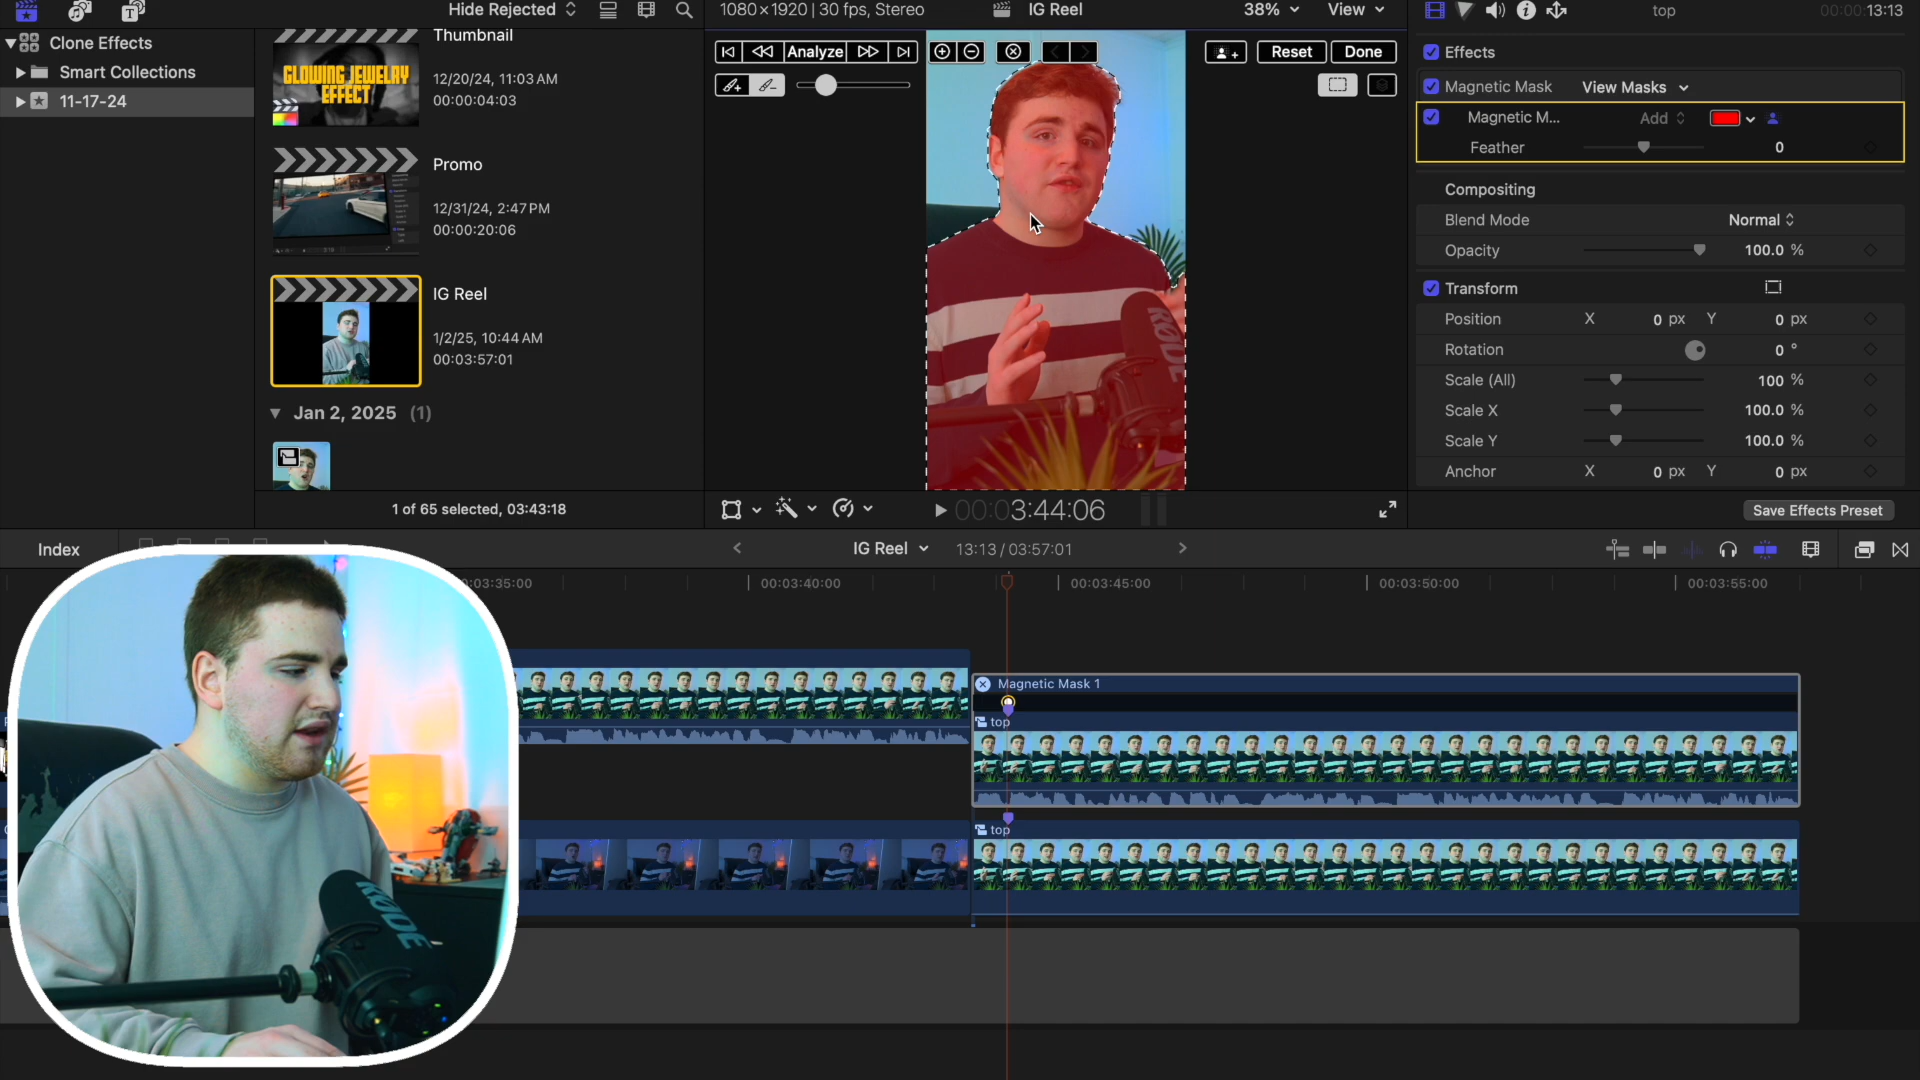 Clone Effects
Smart Collections
11-17-24
Hide Rejected
Thumbnail
12/20/24, 11:03 AM
00:00:04:03
GLOWING JEWELRY
EFFECT
Promo
12/31/24, 2:47 PM
00:00:20:06
IG Reel
1/2/25, 10:44 AM
00:03:57:01
Jan 2, 2025 (1)
1 of 65 selected, 03:43:18
1080×1920 | 30 fps, Stereo
IG Reel
38%
View
Analyze
Reset
Done
RØDE
00:03:44:06
top
00:00:13:13
Effects
Magnetic Mask
View Masks
Magnetic M...
Add
Feather
0
Compositing
Blend Mode
Normal
Opacity
100.0 %
Transform
Position
X
0 px
Y
0 px
Rotation
0 °
Scale (All)
100 %
Scale X
100.0 %
Scale Y
100.0 %
Anchor
X
0 px
Y
0 px
Save Effects Preset
Index
IG Reel
13:13 / 03:57:01
00:03:40:00
00:03:45:00
00:03:50:00
00:03:55:00
Magnetic Mask 1
top
top
RØDE